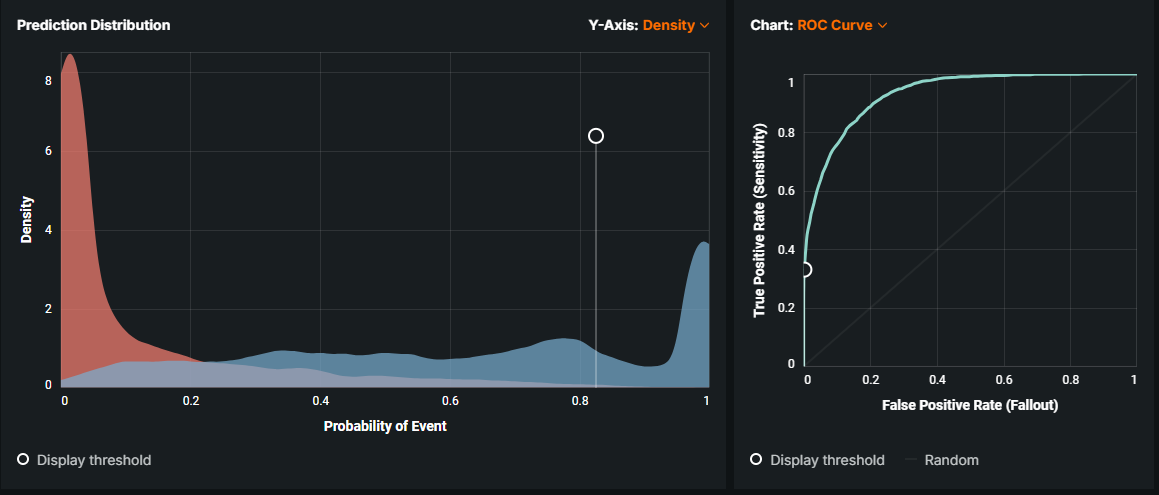 Prediction Distribution
Y-Axis: Density
8
6
4
2
0
Density
0
0.2
0.4
0.6
0.8
1
Probability of Event
Display threshold
Chart: ROC Curve
1
0.8
0.6
0.4
0.2
0
True Positive Rate (Sensitivity)
0
0.2
0.4
0.6
0.8
1
False Positive Rate (Fallout)
Display threshold
Random